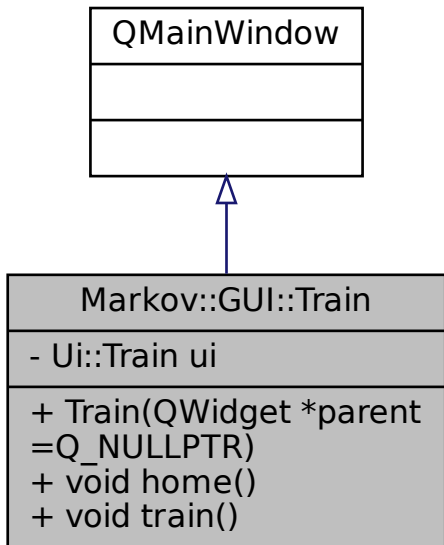 QMainWindow
Markov::GUI::Train
- Ui::Train ui
+ Train(QWidget *parent
=Q_NULLPTR)
+ void home()
+ void train()